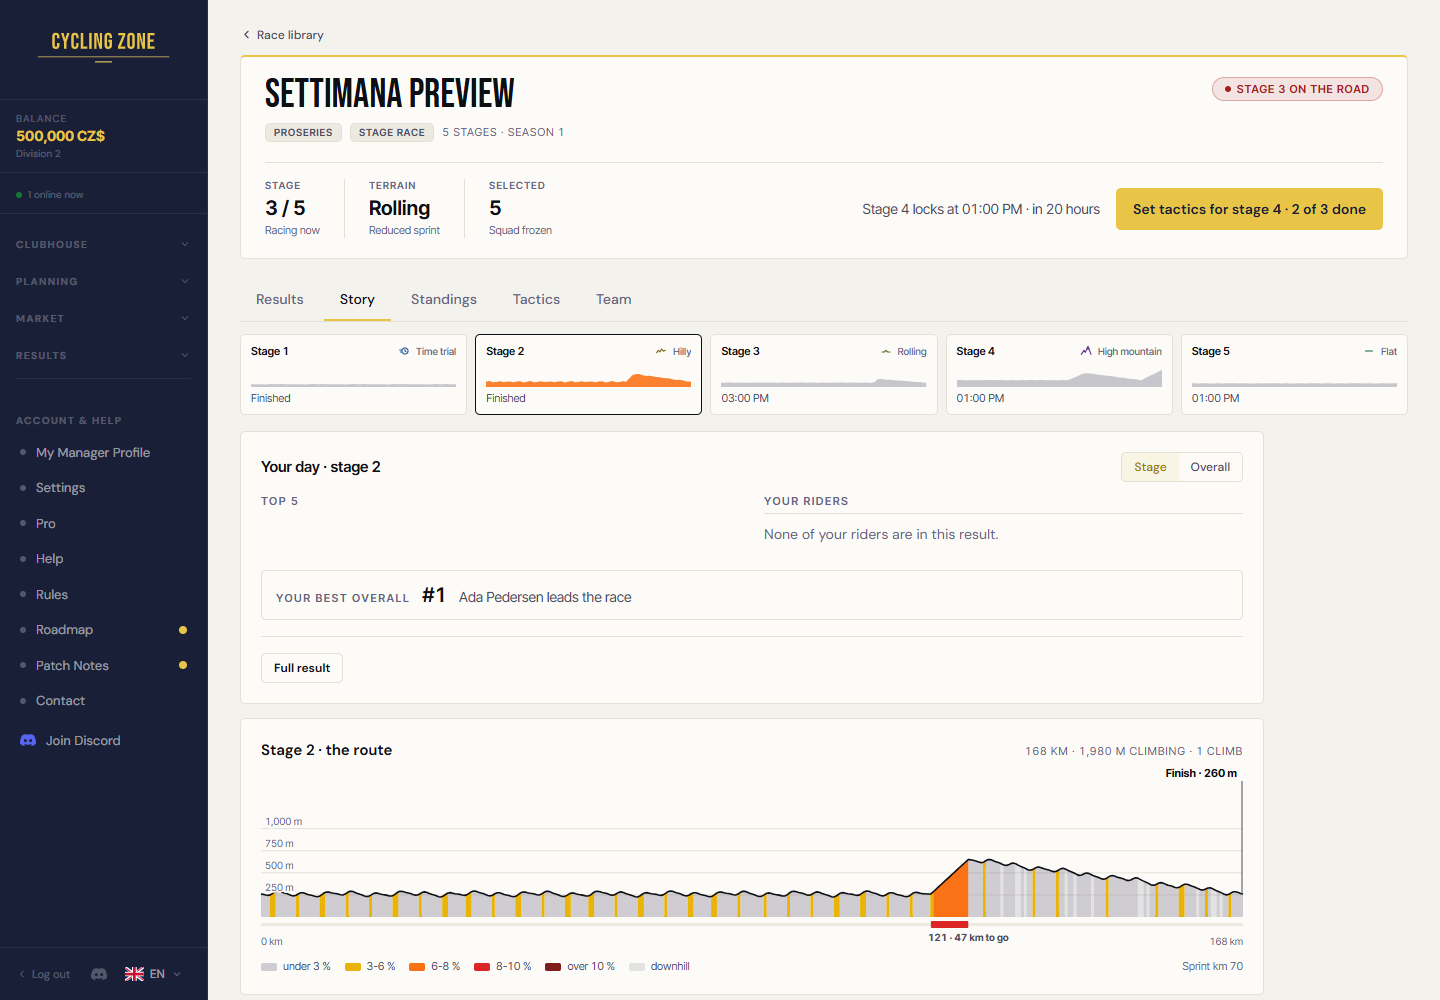 CYCLING ZONE
BALANCE
500,000 CZ$
Division 2
1 online now
CLUBHOUSE
PLANNING
MARKET
RESULTS
ACCOUNT & HELP
My Manager Profile
Settings
Pro
Help
Rules
Roadmap
Patch Notes
Contact
Join Discord
Log out
EN
Race library
SETTIMANA PREVIEW
STAGE 3 ON THE ROAD
PROSERIES STAGE RACE 5 STAGES · SEASON 1
STAGE
3 / 5
Racing now
TERRAIN
Rolling
Reduced sprint
SELECTED
5
Squad frozen
Stage 4 locks at 01:00 PM · in 20 hours
Set tactics for stage 4 · 2 of 3 done
Results Story Standings Tactics Team
Stage 1 Time trial
Finished
Stage 2 Hilly
Finished
Stage 3 Rolling
03:00 PM
Stage 4 High mountain
01:00 PM
Stage 5 Flat
01:00 PM
Your day · stage 2
Stage Overall
TOP 5
YOUR RIDERS
None of your riders are in this result.
YOUR BEST OVERALL #1 Ada Pedersen leads the race
Full result
Stage 2 · the route
168 KM · 1,980 M CLIMBING · 1 CLIMB
Finish · 260 m
1,000 m
750 m
500 m
250 m
121 · 47 km to go
0 km
168 km
under 3 % 3-6 % 6-8 % 8-10 % over 10 % downhill
Sprint km 70